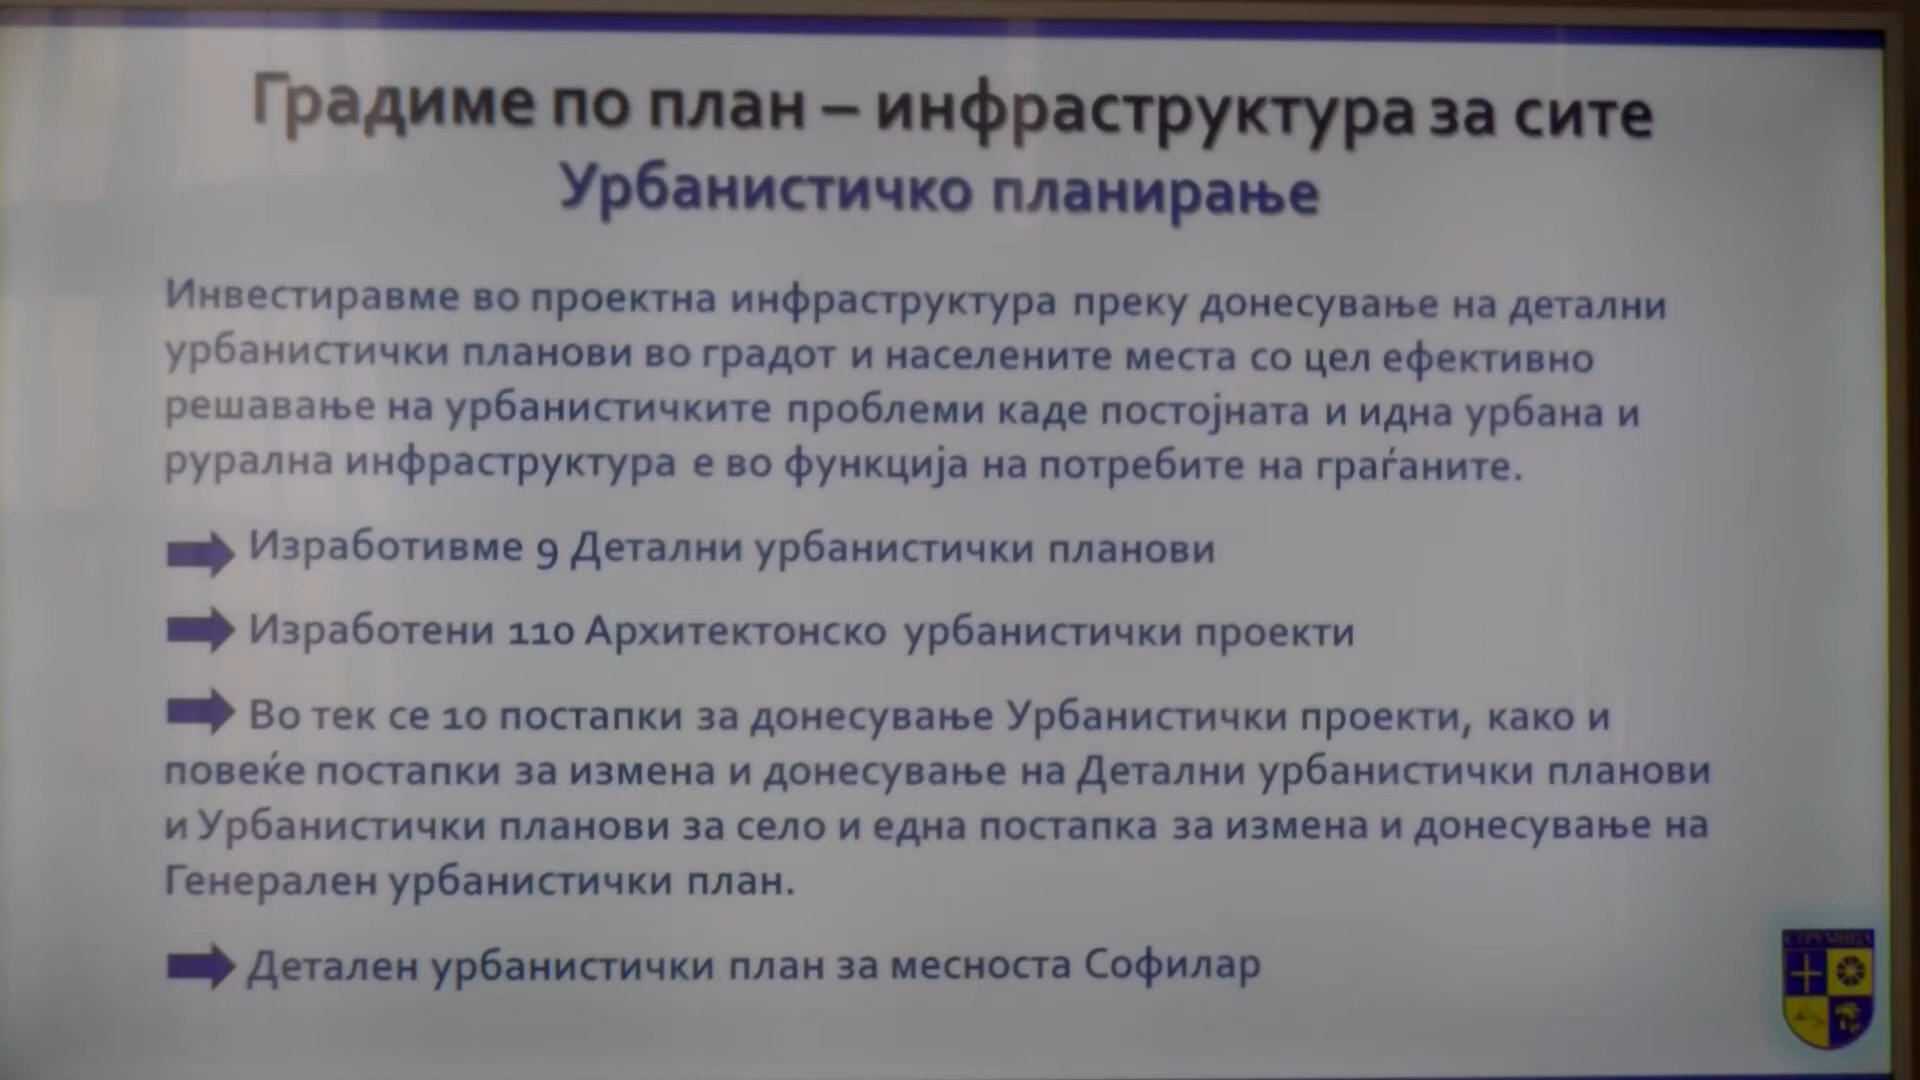 Градиме по план – инфраструктура за сите
Урбанистичко планирање
Инвестиравме во проектна инфраструктура преку донесување на детални
урбанистички планови во градот и населените места со цел ефективно
решавање на урбанистичките проблеми каде постојната и идна урбана и
рурална инфраструктура е во функција на потребите на граѓаните.
Изработивме 9 Детални урбанистички планови
Изработени 110 Архитектонско урбанистички проекти
Во тек се 10 постапки за донесување Урбанистички проекти, како и
повеќе постапки за измена и донесување на Детални урбанистички планови
и Урбанистички планови за село и една постапка за измена и донесување на
Генерален урбанистички план.
Детален урбанистички план за месноста Софилар
СТРУМИЦА